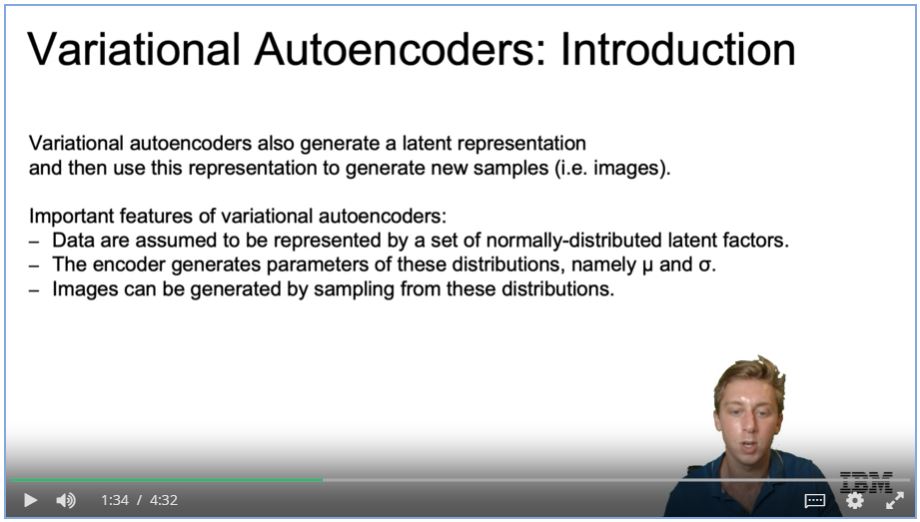 Variational Autoencoders: Introduction
Variational autoencoders also generate a latent representation
and then use this representation to generate new samples (i.e. images).
Important features of variational autoencoders:
– Data are assumed to be represented by a set of normally-distributed latent factors.
– The encoder generates parameters of these distributions, namely μ and σ.
– Images can be generated by sampling from these distributions.
IBM
1:34 / 4:32